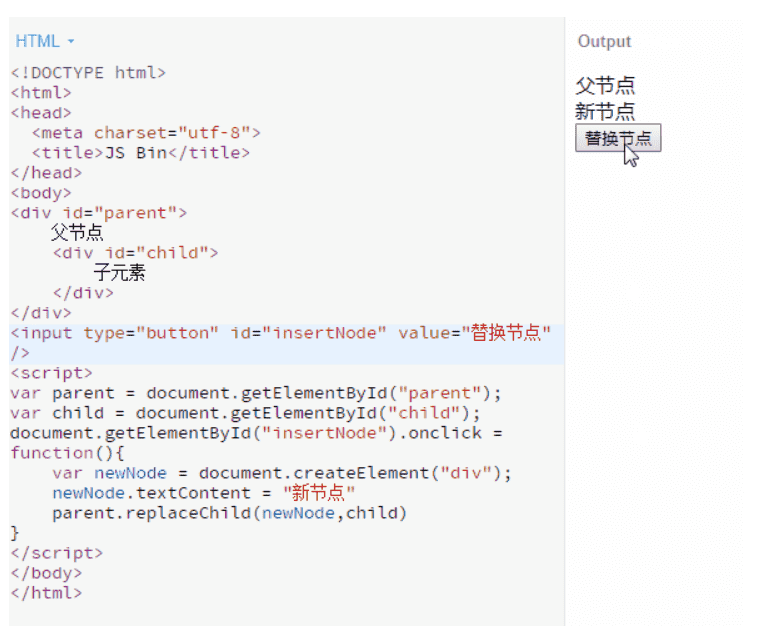 HTML
<!DOCTYPE html>
<html>
<head>
  <meta charset="utf-8">
  <title>JS Bin</title>
</head>
<body>
<div id="parent">
    父节点
    <div id="child">
        子元素
    </div>
</div>
<input type="button" id="insertNode" value="替换节点"
/>
<script>
var parent = document.getElementById("parent");
var child = document.getElementById("child");
document.getElementById("insertNode").onclick =
function(){
    var newNode = document.createElement("div");
    newNode.textContent = "新节点"
    parent.replaceChild(newNode,child)
}
</script>
</body>
</html>
Output
父节点
新节点
替换节点